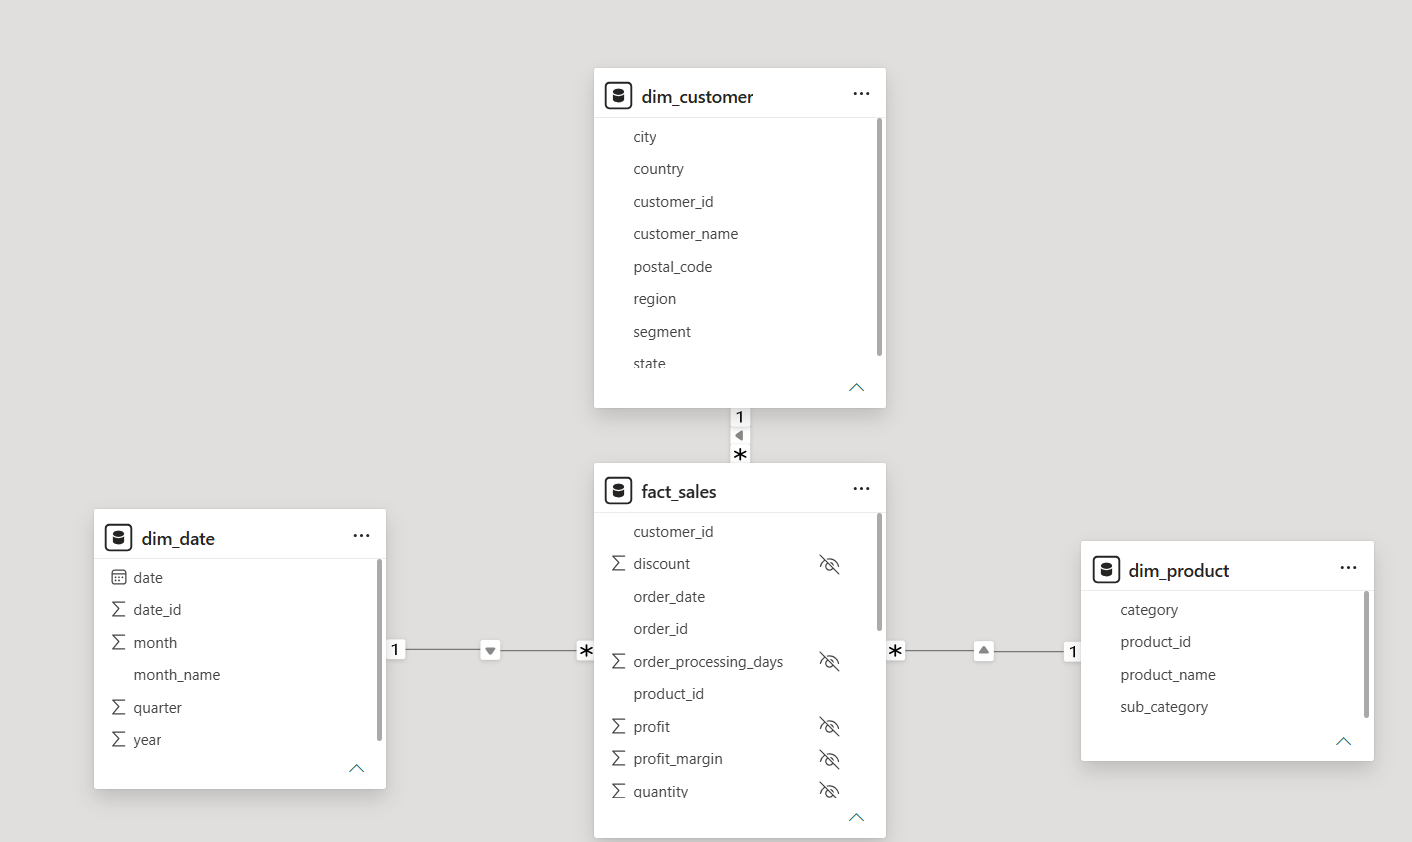 dim_customer
city
country
customer_id
customer_name
postal_code
region
segment
state
1
*
fact_sales
customer_id
discount
order_date
order_id
order_processing_days
product_id
profit
profit_margin
quantity
dim_date
date
date_id
month
month_name
quarter
year
1
*
*
1
dim_product
category
product_id
product_name
sub_category